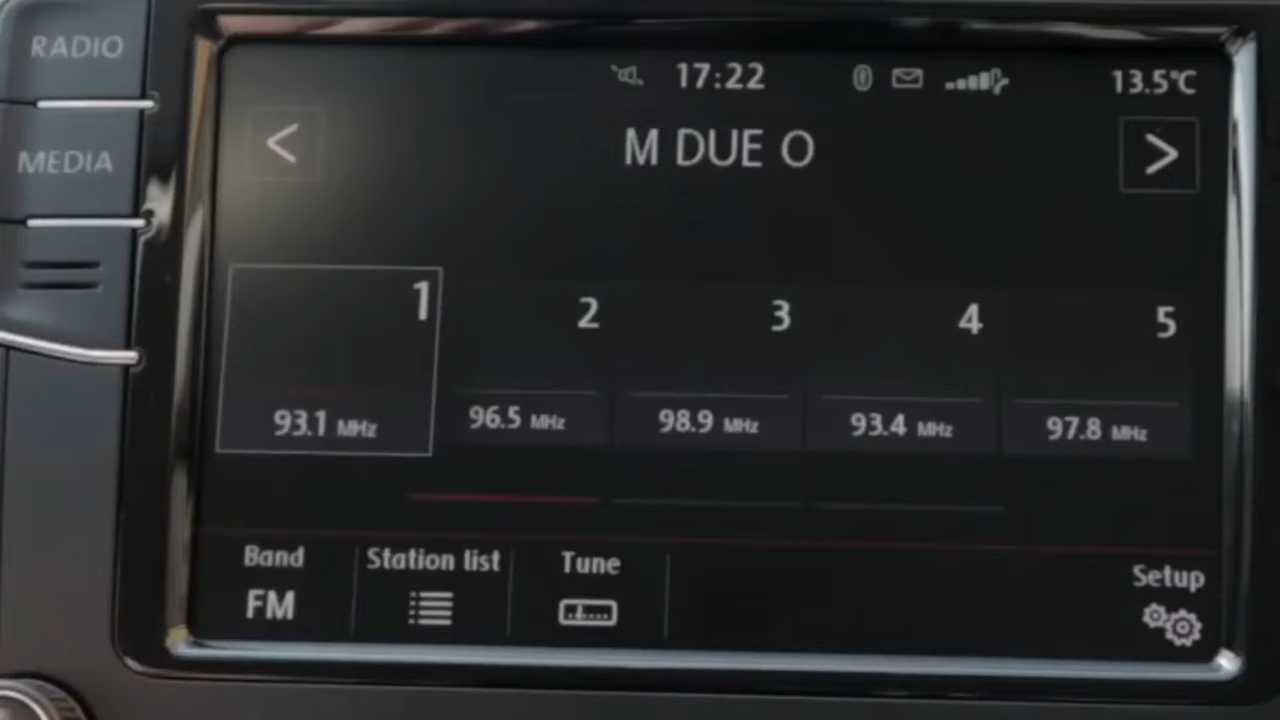 RADIO
MEDIA
17:22
13.5°C
<
M DUE O
>
1
2
3
4
5
93.1 MHz
96.5 MHz
98.9 MHz
93.4 MHz
97.8 MHz
Band
Station list
Tune
FM
Setup